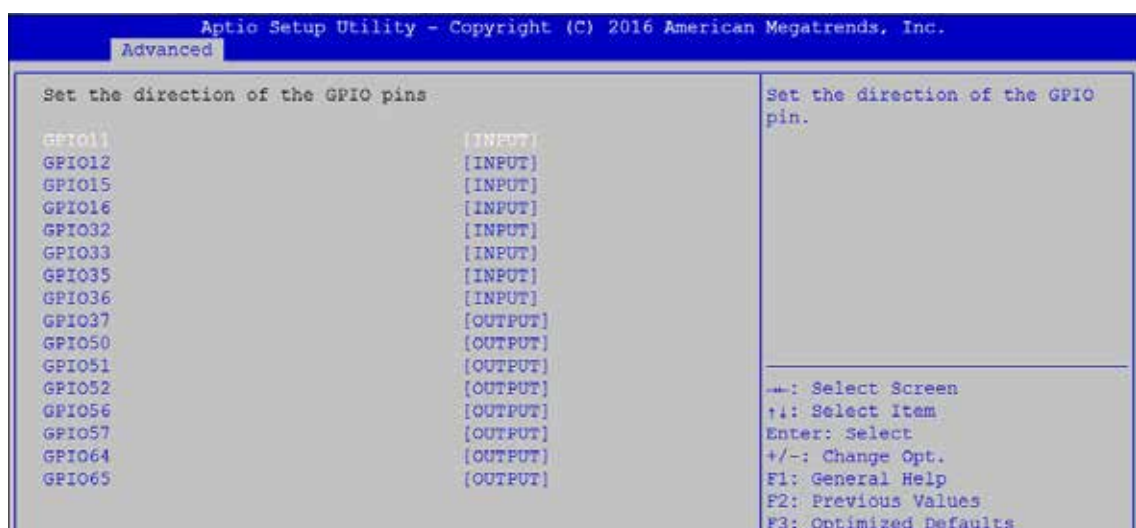 Aptio Setup Utility - Copyright (C) 2016 American Megatrends, Inc.
Advanced
Set the direction of the GPIO pins
GPIO11 [INPUT]
GPIO12 [INPUT]
GPIO15 [INPUT]
GPIO16 [INPUT]
GPIO32 [INPUT]
GPIO33 [INPUT]
GPIO35 [INPUT]
GPIO36 [INPUT]
GPIO37 [OUTPUT]
GPIO50 [OUTPUT]
GPIO51 [OUTPUT]
GPIO52 [OUTPUT]
GPIO56 [OUTPUT]
GPIO57 [OUTPUT]
GPIO64 [OUTPUT]
GPIO65 [OUTPUT]
Set the direction of the GPIO
pin.
→←: Select Screen
↑↓: Select Item
Enter: Select
+/-: Change Opt.
F1: General Help
F2: Previous Values
F3: Optimized Defaults